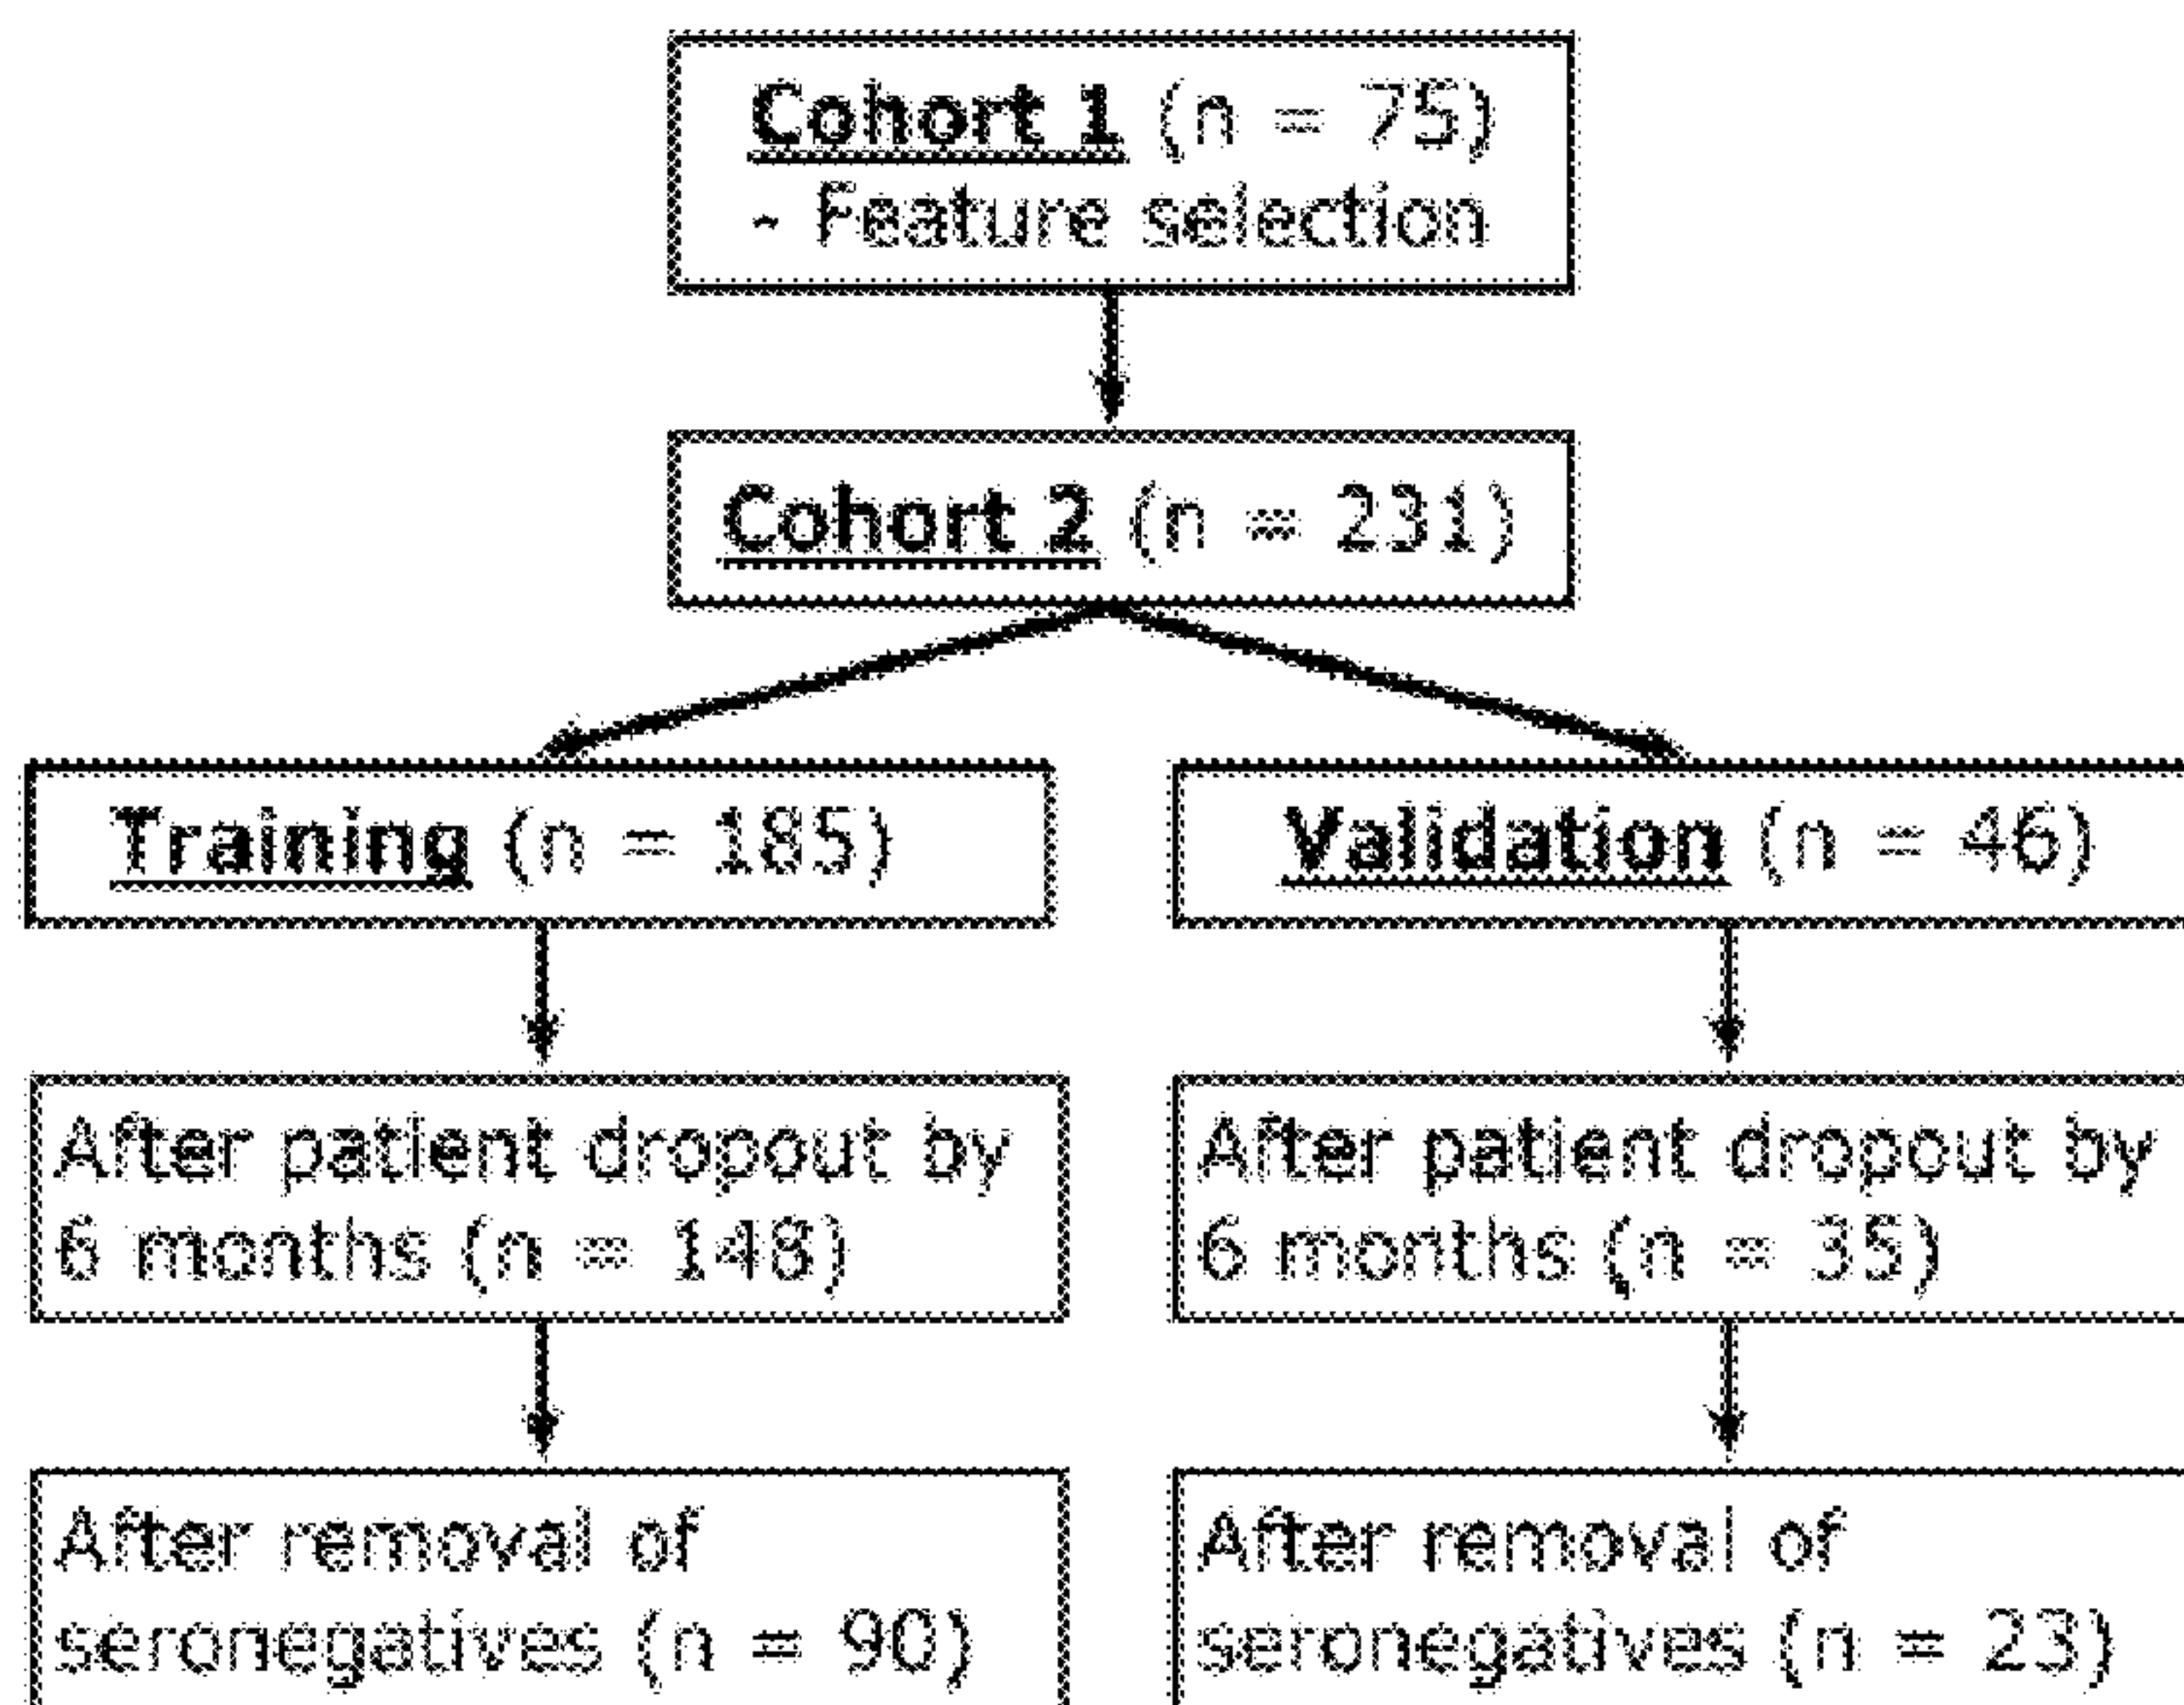 Cohort 1 (n = 75)
- Feature selection
Cohort 2 (n = 231)
Training (n = 185)
Validation (n = 46)
After patient dropout by
6 months (n = 148)
After patient dropout by
6 months (n = 35)
After removal of
seronegatives (n = 90)
After removal of
seronegatives (n = 23)